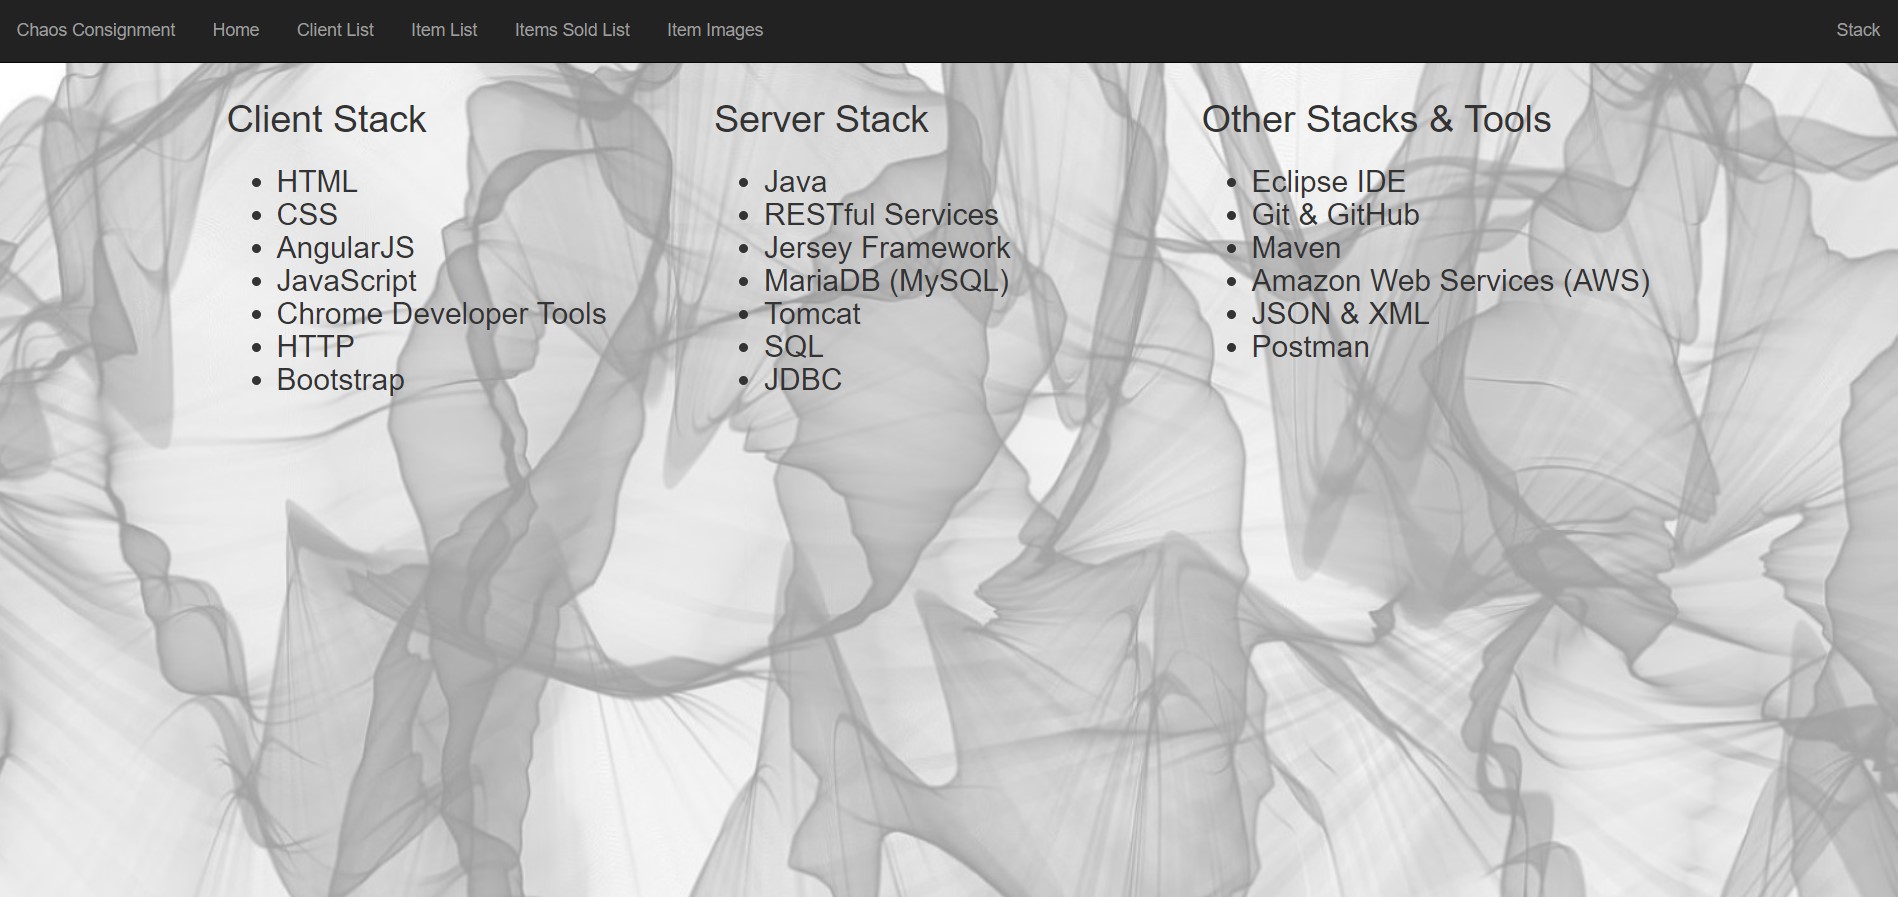 Chaos Consignment Home Client List Item List Items Sold List Item Images Stack
Client Stack
HTML
CSS
AngularJS
JavaScript
Chrome Developer Tools
HTTP
Bootstrap
Server Stack
Java
RESTful Services
Jersey Framework
MariaDB (MySQL)
Tomcat
SQL
JDBC
Other Stacks & Tools
Eclipse IDE
Git & GitHub
Maven
Amazon Web Services (AWS)
JSON & XML
Postman